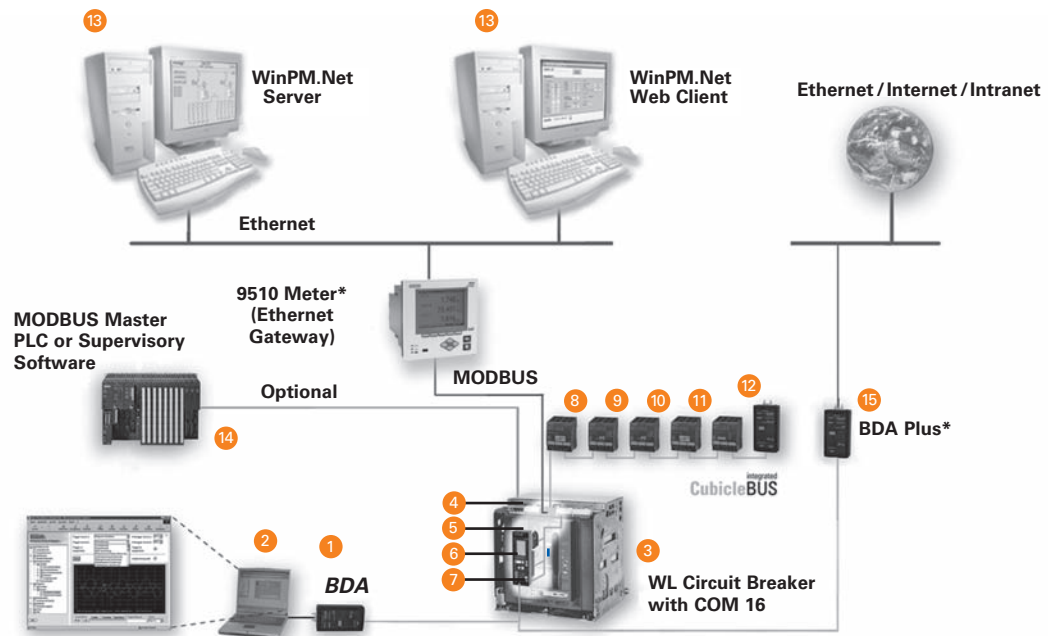 13
13
WinPM.Net
Server
WinPM.Net
Web Client
Ethernet / Internet / Intranet
Ethernet
9510 Meter*
(Ethernet
Gateway)
MODBUS Master
PLC or Supervisory
Software
Optional
MODBUS
14
8
9
10
11
12
15
BDA Plus*
integrated
CubicleBUS
4
5
6
7
3
WL Circuit Breaker
with COM 16
2
1
BDA